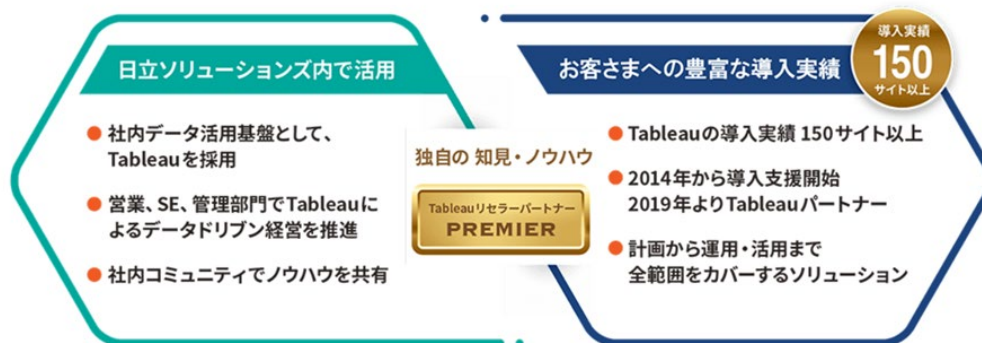 日立ソリューションズ内で活用
● 社内データ活用基盤として、
Tableauを採用
● 営業、SE、管理部門でTableauに
よるデータドリブン経営を推進
● 社内コミュニティでノウハウを共有
独自の 知見・ノウハウ
Tableauリセラーパートナー
PREMIER
お客さまへの豊富な導入実績
導入実績
150
サイト以上
● Tableauの導入実績 150サイト以上
● 2014年から導入支援開始
2019年よりTableauパートナー
● 計画から運用・活用まで
全範囲をカバーするソリューション